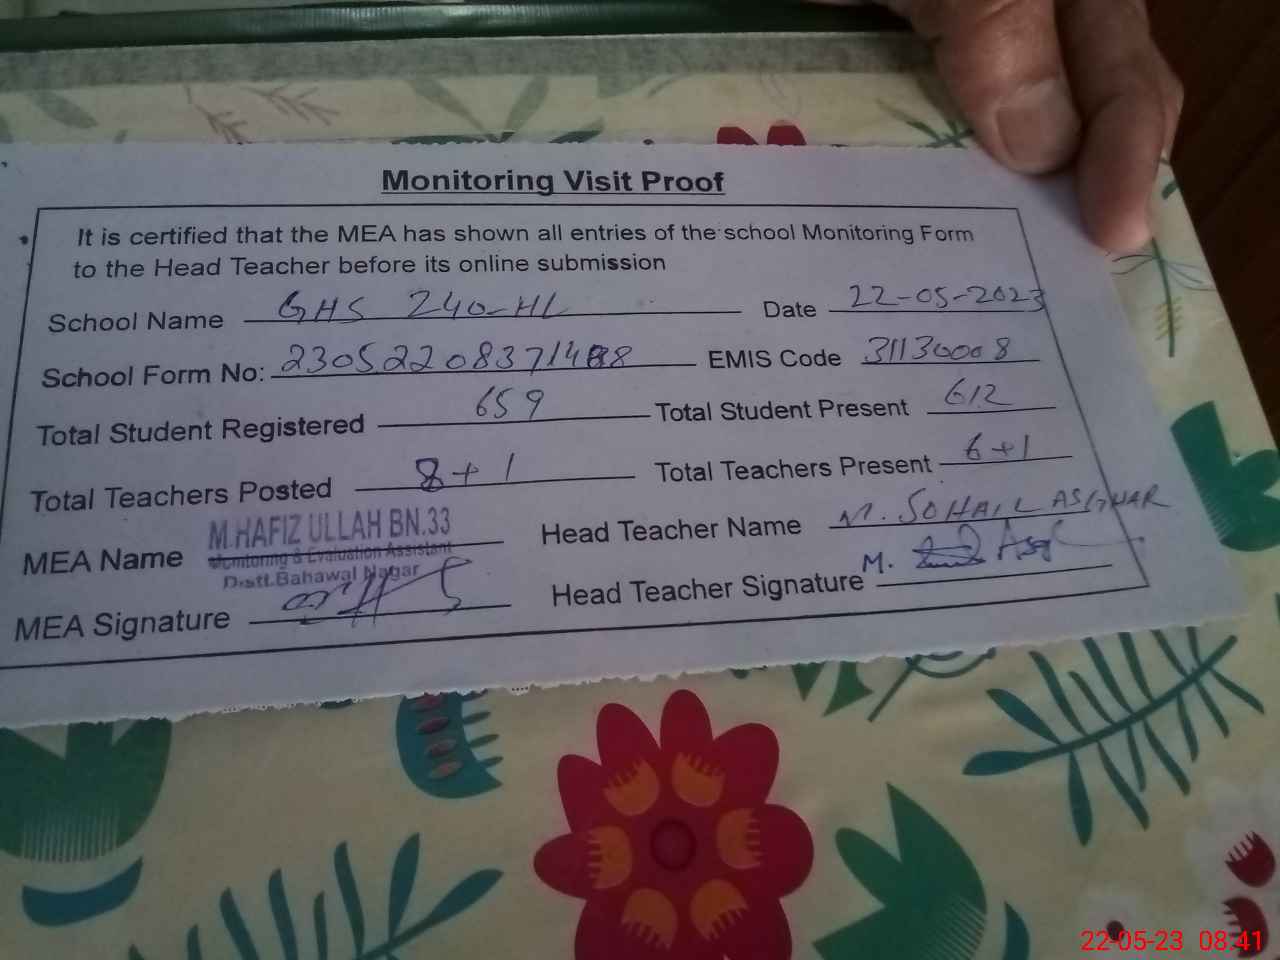 Monitoring Visit Proof
It is certified that the MEA has shown all entries of the school Monitoring Form
to the Head Teacher before its online submission
School Name GHS 240-HL Date 22-05-2023
School Form No: EMIS Code 31130008
Total Student Registered 659 Total Student Present 612
Total Teachers Posted 8+1 Total Teachers Present 6+1
MEA Name M.HAFIZ ULLAH BN.33 Head Teacher Name M. SOHAIL ASGHAR
Monitoring & Evaluation Assistant
Distt.Bahawal Nagar
MEA Signature Head Teacher Signature M.
22-05-23 08:41